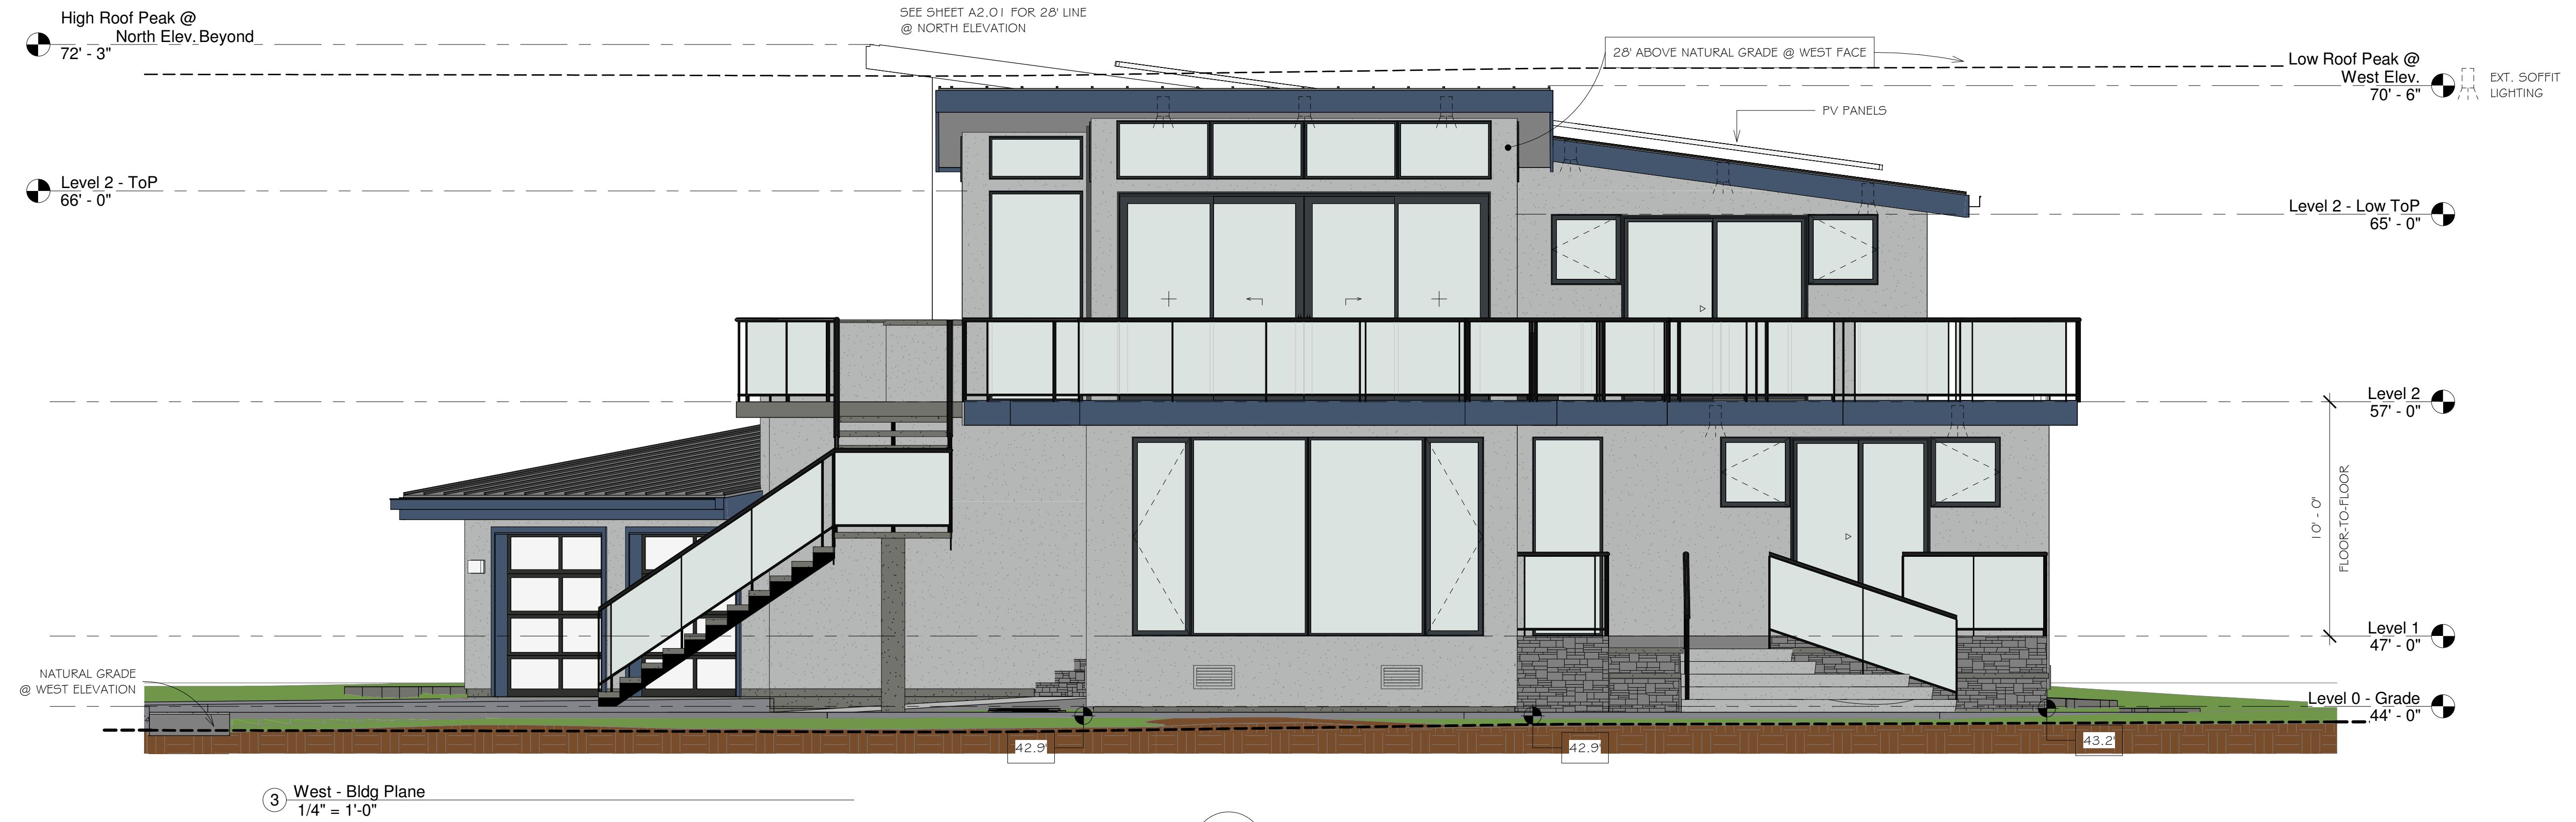 High Roof Peak @
North Elev. Beyond
72' - 3"
SEE SHEET A2.01 FOR 28' LINE
@ NORTH ELEVATION
28' ABOVE NATURAL GRADE @ WEST FACE
Low Roof Peak @
West Elev.
70' - 6"
EXT. SOFFIT
LIGHTING
PV PANELS
Level 2 - ToP
66' - 0"
Level 2 - Low ToP
65' - 0"
Level 2
57' - 0"
10' - 0"
FLOOR-TO-FLOOR
Level 1
47' - 0"
NATURAL GRADE
@ WEST ELEVATION
Level 0 - Grade
44' - 0"
42.9'
42.9'
43.2'
3
West - Bldg Plane
1/4" = 1'-0"